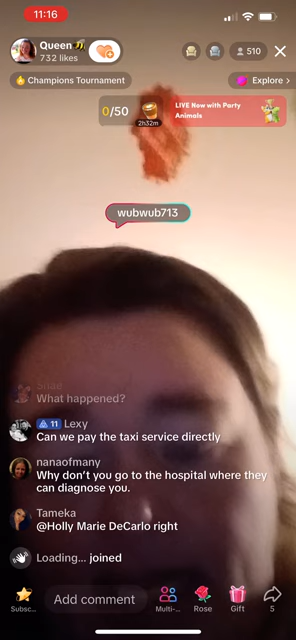 11:16
Queen
732 likes
510
Champions Tournament
Explore >
0/50
2h32m
LIVE Now with Party
Animals
wubwub713
What happened?
11 Lexy
Can we pay the taxi service directly
nanaofmany
Why don't you go to the hospital where they
can diagnose you.
Tameka
@Holly Marie DeCarlo right
Loading... joined
Subsc...
Add comment
Multi-...
Rose
Gift
5